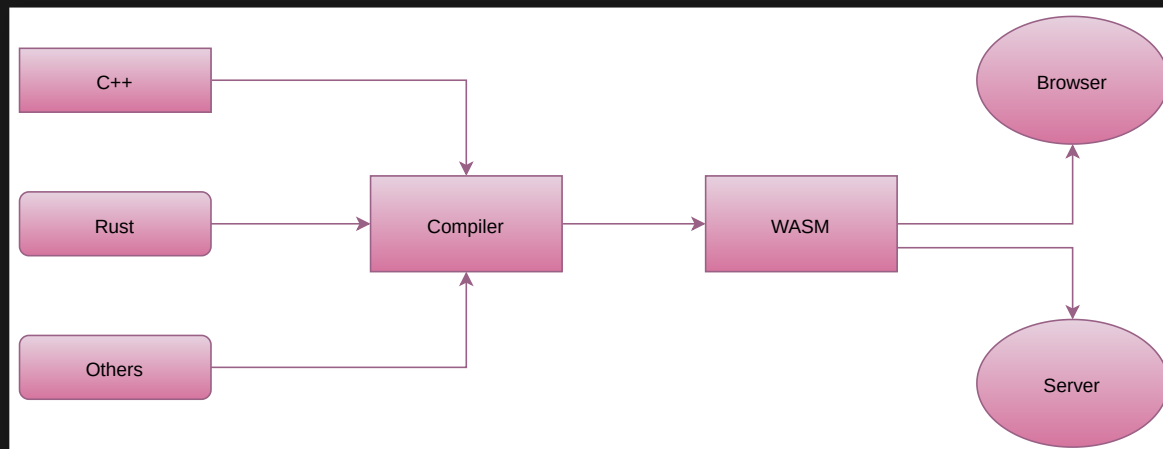 C++
Rust
Others
Compiler
WASM
Browser
Server